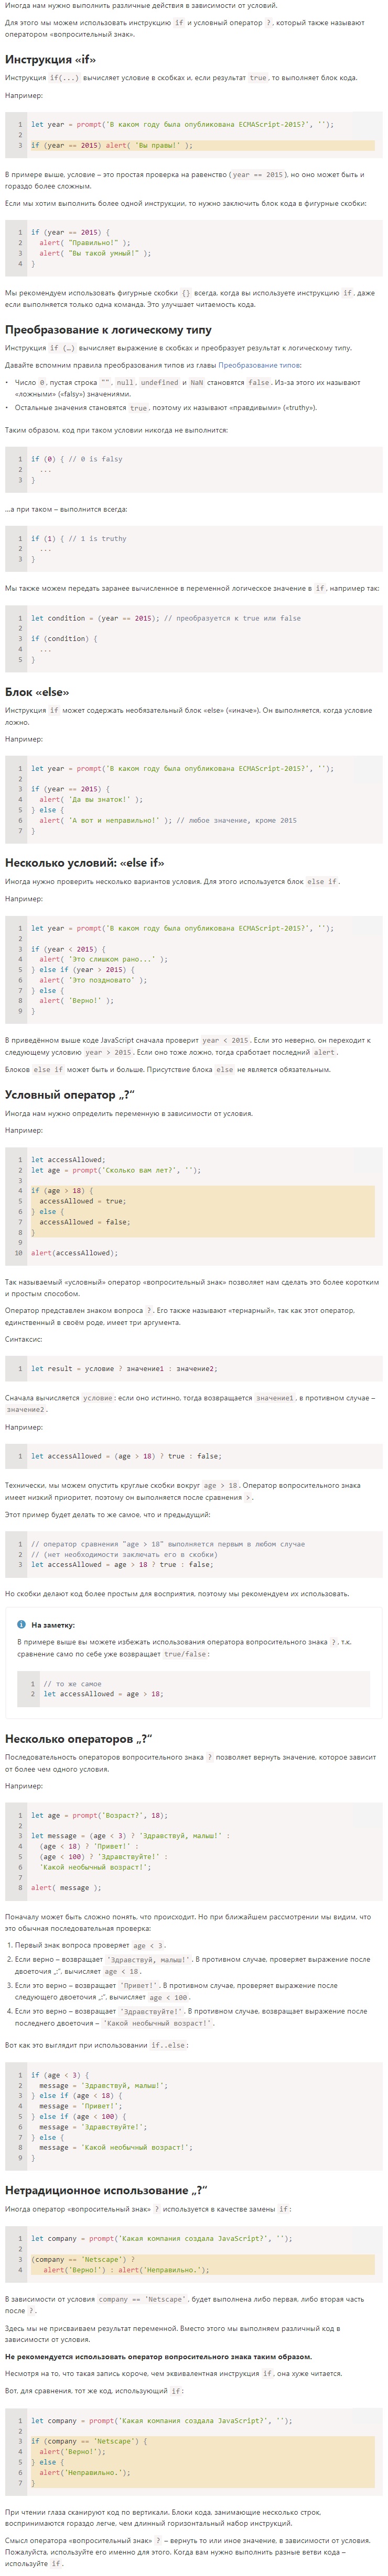 Иногда нам нужно выполнить различные действия в зависимости от условий.
Для этого мы можем использовать инструкцию if и условный оператор ?, который также называют
оператором «вопросительный знак».
Инструкция «if»
Инструкция if(...) вычисляет условие в скобках и, если результат true, то выполняет блок кода.
Например:
1 let year = prompt('В каком году была опубликована ECMAScript-2015?', '');
2
3 if (year == 2015) alert( 'Вы правы!' );
В примере выше, условие – это простая проверка на равенство (year == 2015), но оно может быть и
гораздо более сложным.
Если мы хотим выполнить более одной инструкции, то нужно заключить блок кода в фигурные скобки:
1 if (year == 2015) {
2 alert( "Правильно!" );
3 alert( "Вы такой умный!" );
4 }
Мы рекомендуем использовать фигурные скобки {} всегда, когда вы используете инструкцию if, даже
если выполняется только одна команда. Это улучшает читаемость кода.
Преобразование к логическому типу
Инструкция if (…) вычисляет выражение в скобках и преобразует результат к логическому типу.
Давайте вспомним правила преобразования типов из главы Преобразование типов:
• Число 0, пустая строка "", null, undefined и NaN становятся false. Из-за этого их называют
«ложными» («falsy») значениями.
• Остальные значения становятся true, поэтому их называют «правдивыми» («truthy»).
Таким образом, код при таком условии никогда не выполнится:
1 if (0) { // 0 is falsy
2 ...
3 }
…а при таком – выполнится всегда:
1 if (1) { // 1 is truthy
2 ...
3 }
Мы также можем передать заранее вычисленное в переменной логическое значение в if, например так:
1 let condition = (year == 2015); // преобразуется к true или false
2
3 if (condition) {
4 ...
5 }
Блок «else»
Инструкция if может содержать необязательный блок «else» («иначе»). Он выполняется, когда условие
ложно.
Например:
1 let year = prompt('В каком году была опубликована ECMAScript-2015?', '');
2
3 if (year == 2015) {
4 alert( 'Да вы знаток!' );
5 } else {
6 alert( 'А вот и неправильно!' ); // любое значение, кроме 2015
7 }
Несколько условий: «else if»
Иногда нужно проверить несколько вариантов условия. Для этого используется блок else if.
Например:
1 let year = prompt('В каком году была опубликована ECMAScript-2015?', '');
2
3 if (year < 2015) {
4 alert( 'Это слишком рано...' );
5 } else if (year > 2015) {
6 alert( 'Это поздновато' );
7 } else {
8 alert( 'Верно!' );
9 }
В приведённом выше коде JavaScript сначала проверит year < 2015. Если это неверно, он переходит к
следующему условию year > 2015. Если оно тоже ложно, тогда сработает последний alert.
Блоков else if может быть и больше. Присутствие блока else не является обязательным.
Условный оператор „?“
Иногда нам нужно определить переменную в зависимости от условия.
Например:
1 let accessAllowed;
2 let age = prompt('Сколько вам лет?', '');
3
4 if (age > 18) {
5 accessAllowed = true;
6 } else {
7 accessAllowed = false;
8 }
9
10 alert(accessAllowed);
Так называемый «условный» оператор «вопросительный знак» позволяет нам сделать это более коротким
и простым способом.
Оператор представлен знаком вопроса ?. Его также называют «тернарный», так как этот оператор,
единственный в своём роде, имеет три аргумента.
Синтаксис:
1 let result = условие ? значение1 : значение2;
Сначала вычисляется условие: если оно истинно, тогда возвращается значение1, в противном случае –
значение2.
Например:
1 let accessAllowed = (age > 18) ? true : false;
Технически, мы можем опустить круглые скобки вокруг age > 18. Оператор вопросительного знака
имеет низкий приоритет, поэтому он выполняется после сравнения >.
Этот пример будет делать то же самое, что и предыдущий:
1 // оператор сравнения "age > 18" выполняется первым в любом случае
2 // (нет необходимости заключать его в скобки)
3 let accessAllowed = age > 18 ? true : false;
Но скобки делают код более простым для восприятия, поэтому мы рекомендуем их использовать.
На заметку:
В примере выше вы можете избежать использования оператора вопросительного знака ?, т.к.
сравнение само по себе уже возвращает true/false:
1 // то же самое
2 let accessAllowed = age > 18;
Несколько операторов „?“
Последовательность операторов вопросительного знака ? позволяет вернуть значение, которое зависит
от более чем одного условия.
Например:
1 let age = prompt('Возраст?', 18);
2
3 let message = (age < 3) ? 'Здравствуй, малыш!' :
4 (age < 18) ? 'Привет!' :
5 (age < 100) ? 'Здравствуйте!' :
6 'Какой необычный возраст!';
7
8 alert( message );
Поначалу может быть сложно понять, что происходит. Но при ближайшем рассмотрении мы видим, что
это обычная последовательная проверка:
1. Первый знак вопроса проверяет age < 3.
2. Если верно – возвращает 'Здравствуй, малыш!'. В противном случае, проверяет выражение после
двоеточия „:“, вычисляет age < 18.
3. Если это верно – возвращает 'Привет!'. В противном случае, проверяет выражение после
следующего двоеточия „:“, вычисляет age < 100.
4. Если это верно – возвращает 'Здравствуйте!'. В противном случае, возвращает выражение после
последнего двоеточия – 'Какой необычный возраст!'.
Вот как это выглядит при использовании if..else:
1 if (age < 3) {
2 message = 'Здравствуй, малыш!';
3 } else if (age < 18) {
4 message = 'Привет!';
5 } else if (age < 100) {
6 message = 'Здравствуйте!';
7 } else {
8 message = 'Какой необычный возраст!';
9 }
Нетрадиционное использование „?“
Иногда оператор «вопросительный знак» ? используется в качестве замены if:
1 let company = prompt('Какая компания создала JavaScript?', '');
2
3 (company == 'Netscape') ?
4 alert('Верно!') : alert('Неправильно.');
В зависимости от условия company == 'Netscape', будет выполнена либо первая, либо вторая часть
после ?.
Здесь мы не присваиваем результат переменной. Вместо этого мы выполняем различный код в
зависимости от условия.
Не рекомендуется использовать оператор вопросительного знака таким образом.
Несмотря на то, что такая запись короче, чем эквивалентная инструкция if, она хуже читается.
Вот, для сравнения, тот же код, использующий if:
1 let company = prompt('Какая компания создала JavaScript?', '');
2
3 if (company == 'Netscape') {
4 alert('Верно!');
5 } else {
6 alert('Неправильно.');
7 }
При чтении глаза сканируют код по вертикали. Блоки кода, занимающие несколько строк,
воспринимаются гораздо легче, чем длинный горизонтальный набор инструкций.
Смысл оператора «вопросительный знак» ? – вернуть то или иное значение, в зависимости от условия.
Пожалуйста, используйте его именно для этого. Когда вам нужно выполнить разные ветви кода –
используйте if.